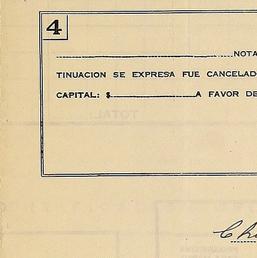 4
NOTA
TINUACION SE EXPRESA FUE CANCELAD
CAPITAL: $ A FAVOR DE